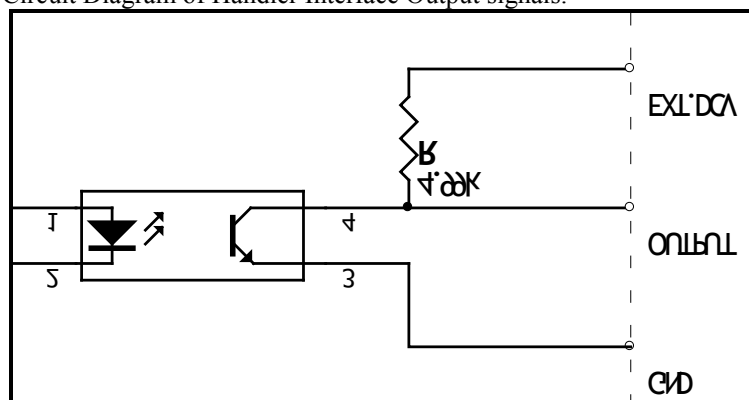 Circuit Diagram of Handler Interface Output signals.
EXT.DCV
R
4.99k
1
4
OUTPUT
2
3
GND